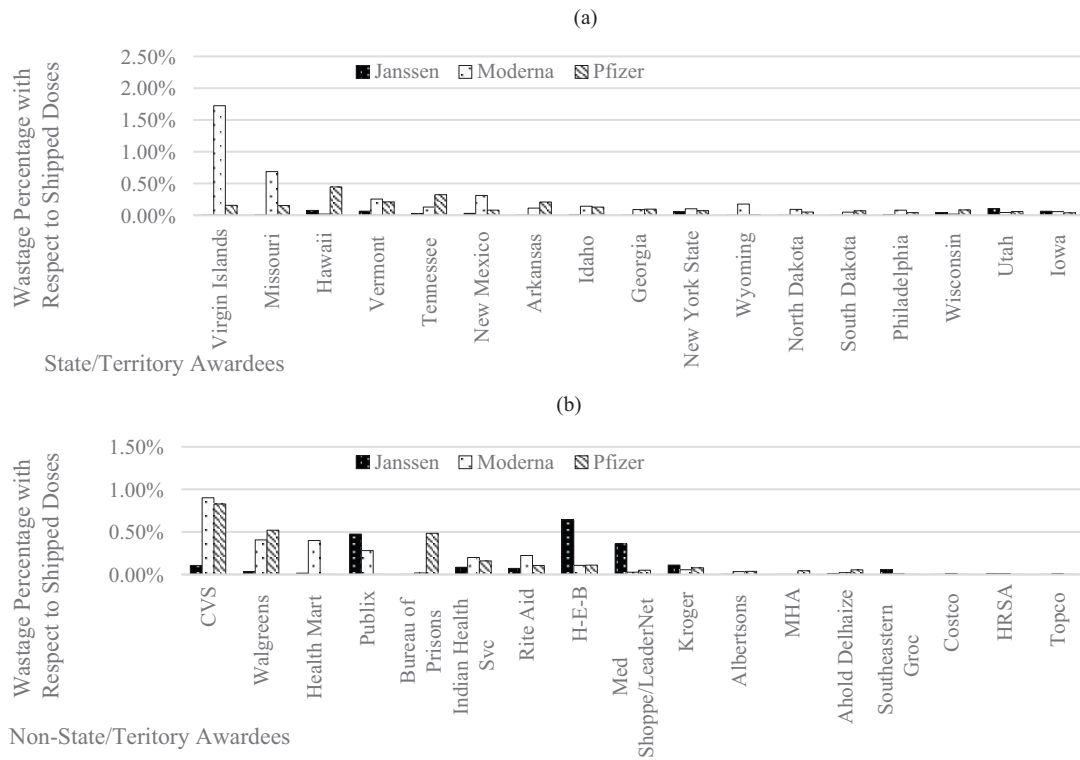 (a)
Wastage Percentage with
Respect to Shipped Doses
2.50%
2.00%
1.50%
1.00%
0.50%
0.00%
Janssen Moderna Pfizer
Virgin Islands
Missouri
Hawaii
Vermont
Tennessee
New Mexico
Arkansas
Idaho
Georgia
New York State
Wyoming
North Dakota
South Dakota
Philadelphia
Wisconsin
Utah
Iowa
State/Territory Awardees
(b)
Wastage Percentage with
Respect to Shipped Doses
1.50%
1.00%
0.50%
0.00%
Janssen Moderna Pfizer
CVS
Walgreens
Health Mart
Publix
Bureau of
Prisons
Indian Health
Svc
Rite Aid
H-E-B
Med
Shoppe/LeaderNet
Kroger
Albertsons
MHA
Ahold Delhaize
Southeastern
Groc
Costco
HRSA
Topco
Non-State/Teritory Awardees